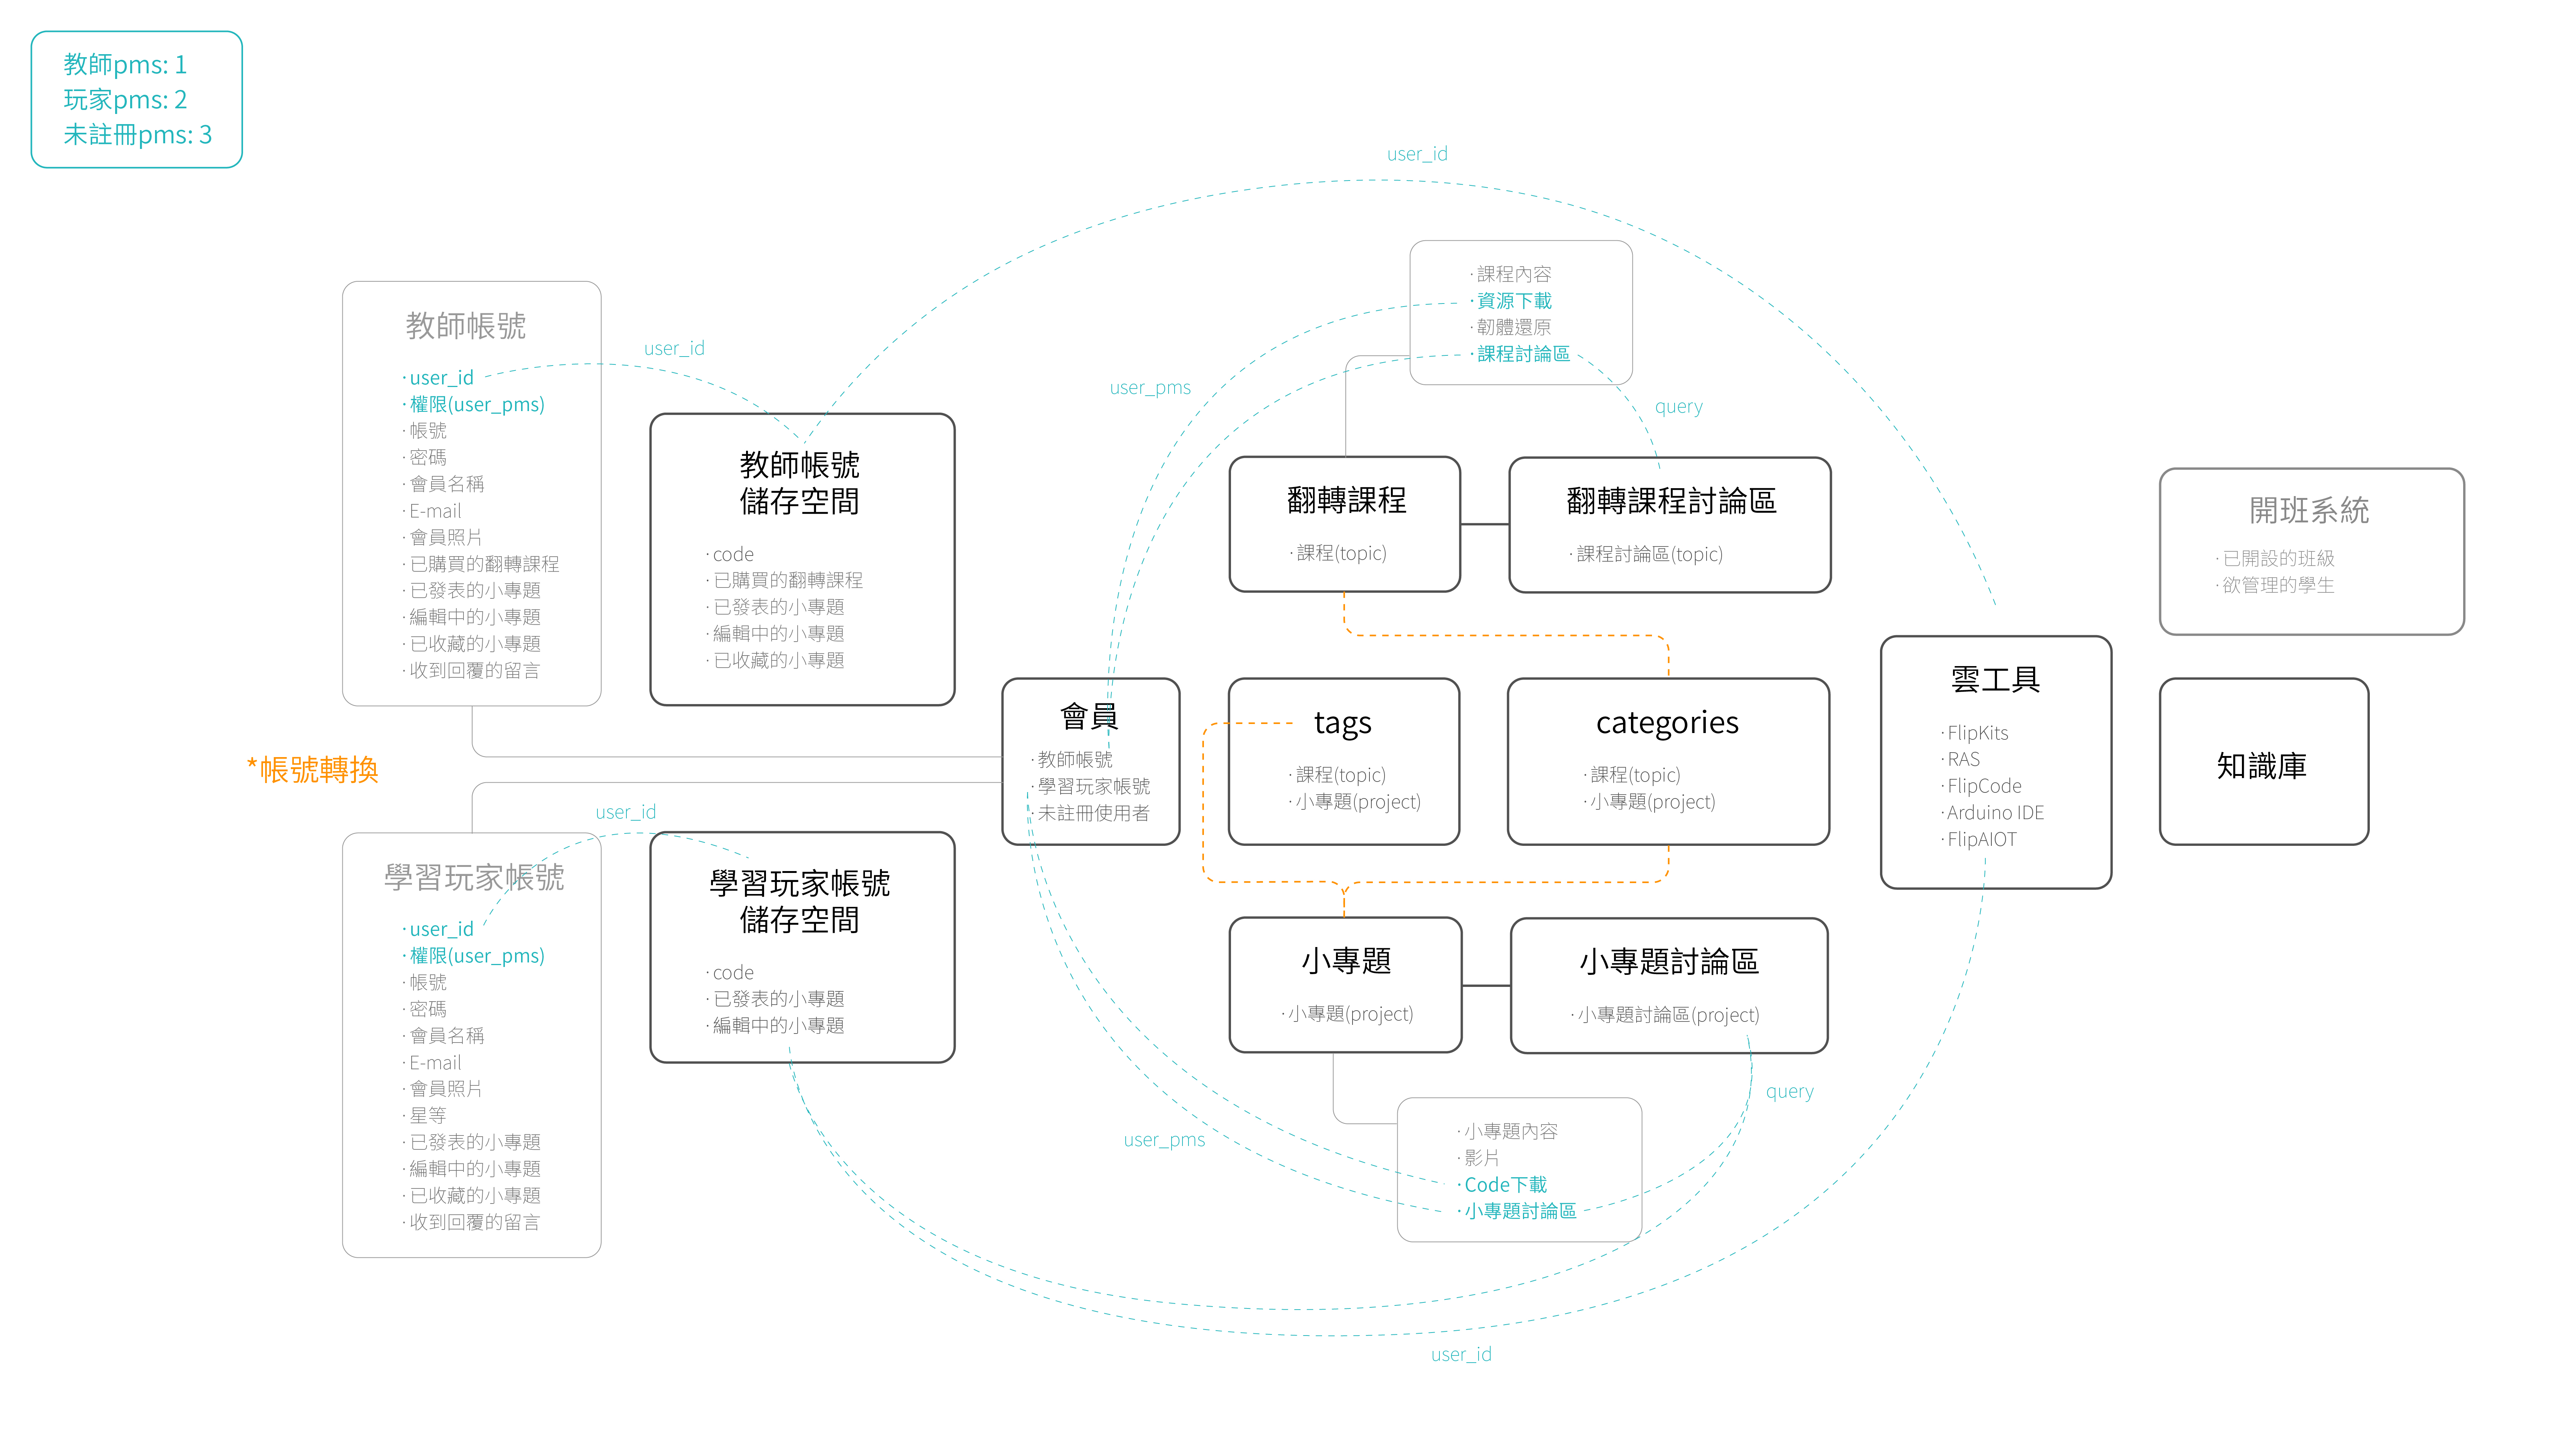 教師pms: 1
玩家pms: 2
未註冊pms: 3
user_id
教師帳號
·user_id
·權限(user_pms)
·帳號
·密碼
·會員名稱
·E-mail
·會員照片
·已購買的翻轉課程
·已發表的小專題
·編輯中的小專題
·已收藏的小專題
·收到回覆的留言
user_id
教師帳號
儲存空間
·code
·已購買的翻轉課程
·已發表的小專題
·編輯中的小專題
·已收藏的小專題
user_pms
·課程內容
·資源下載
·韌體還原
·課程討論區
query
翻轉課程
·課程(topic)
翻轉課程討論區
·課程討論區(topic)
開班系統
·已開設的班級
·欲管理的學生
*帳號轉換
會員
·教師帳號
·學習玩家帳號
·未註冊使用者
tags
·課程(topic)
·小專題(project)
categories
·課程(topic)
·小專題(project)
雲工具
·FlipKits
·RAS
·FlipCode
·Arduino IDE
·FlipAIOT
知識庫
user_id
學習玩家帳號
·user_id
·權限(user_pms)
·帳號
·密碼
·會員名稱
·E-mail
·會員照片
·星等
·已發表的小專題
·編輯中的小專題
·已收藏的小專題
·收到回覆的留言
學習玩家帳號
儲存空間
·code
·已發表的小專題
·編輯中的小專題
小專題
·小專題(project)
小專題討論區
·小專題討論區(project)
query
user_pms
·小專題內容
·影片
·Code下載
·小專題討論區
user_id